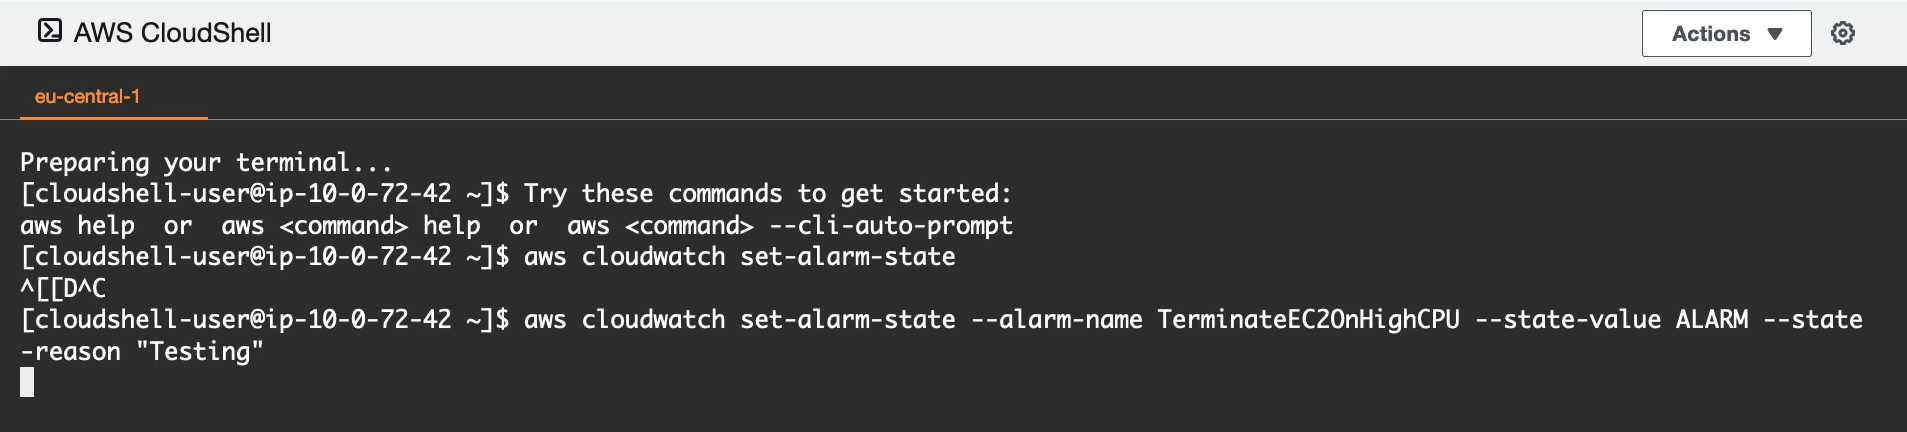 AWS CloudShell
Actions
eu-central-1
Preparing your terminal...
[cloudshell-user@ip-10-0-72-42 ~]$ Try these commands to get started:
aws help  or  aws <command> help  or  aws <command> --cli-auto-prompt
[cloudshell-user@ip-10-0-72-42 ~]$ aws cloudwatch set-alarm-state
^[[D^C
[cloudshell-user@ip-10-0-72-42 ~]$ aws cloudwatch set-alarm-state --alarm-name TerminateEC2OnHighCPU --state-value ALARM --state
-reason "Testing"